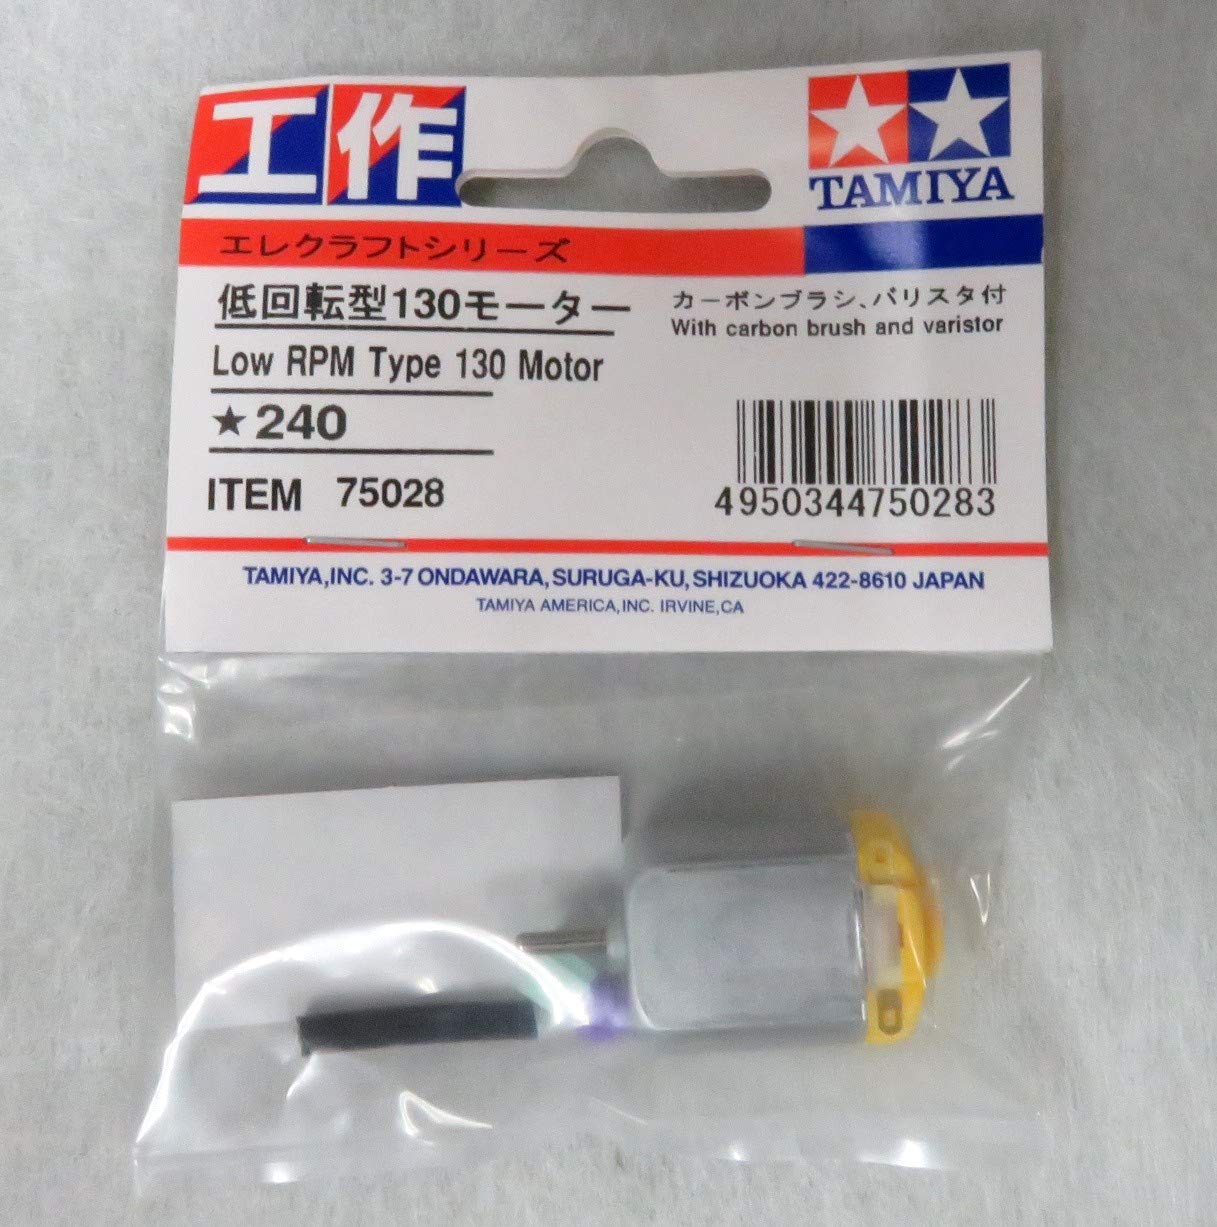 工作
TAMIYA
エレクラフトシリーズ
低回転型130モーター
カーボンブラシ、バリスタ付
With carbon brush and varistor
Low RPM Type 130 Motor
★240
ITEM 75028
4950344750283
TAMIYA,INC. 3-7 ONDAWARA, SURUGA-KU, SHIZUOKA 422-8610 JAPAN
TAMIYA AMERICA,INC. IRVINE,CA